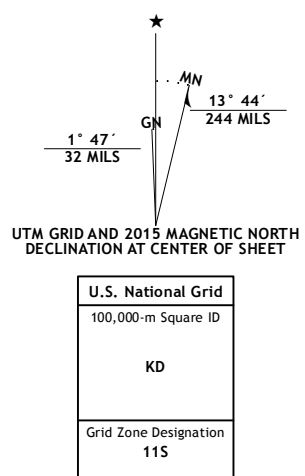 ★
MN
GN
13° 44´
244 MILS
1° 47´
32 MILS
UTM GRID AND 2015 MAGNETIC NORTH
DECLINATION AT CENTER OF SHEET
U.S. National Grid
100,000-m Square ID
KD
Grid Zone Designation
11S